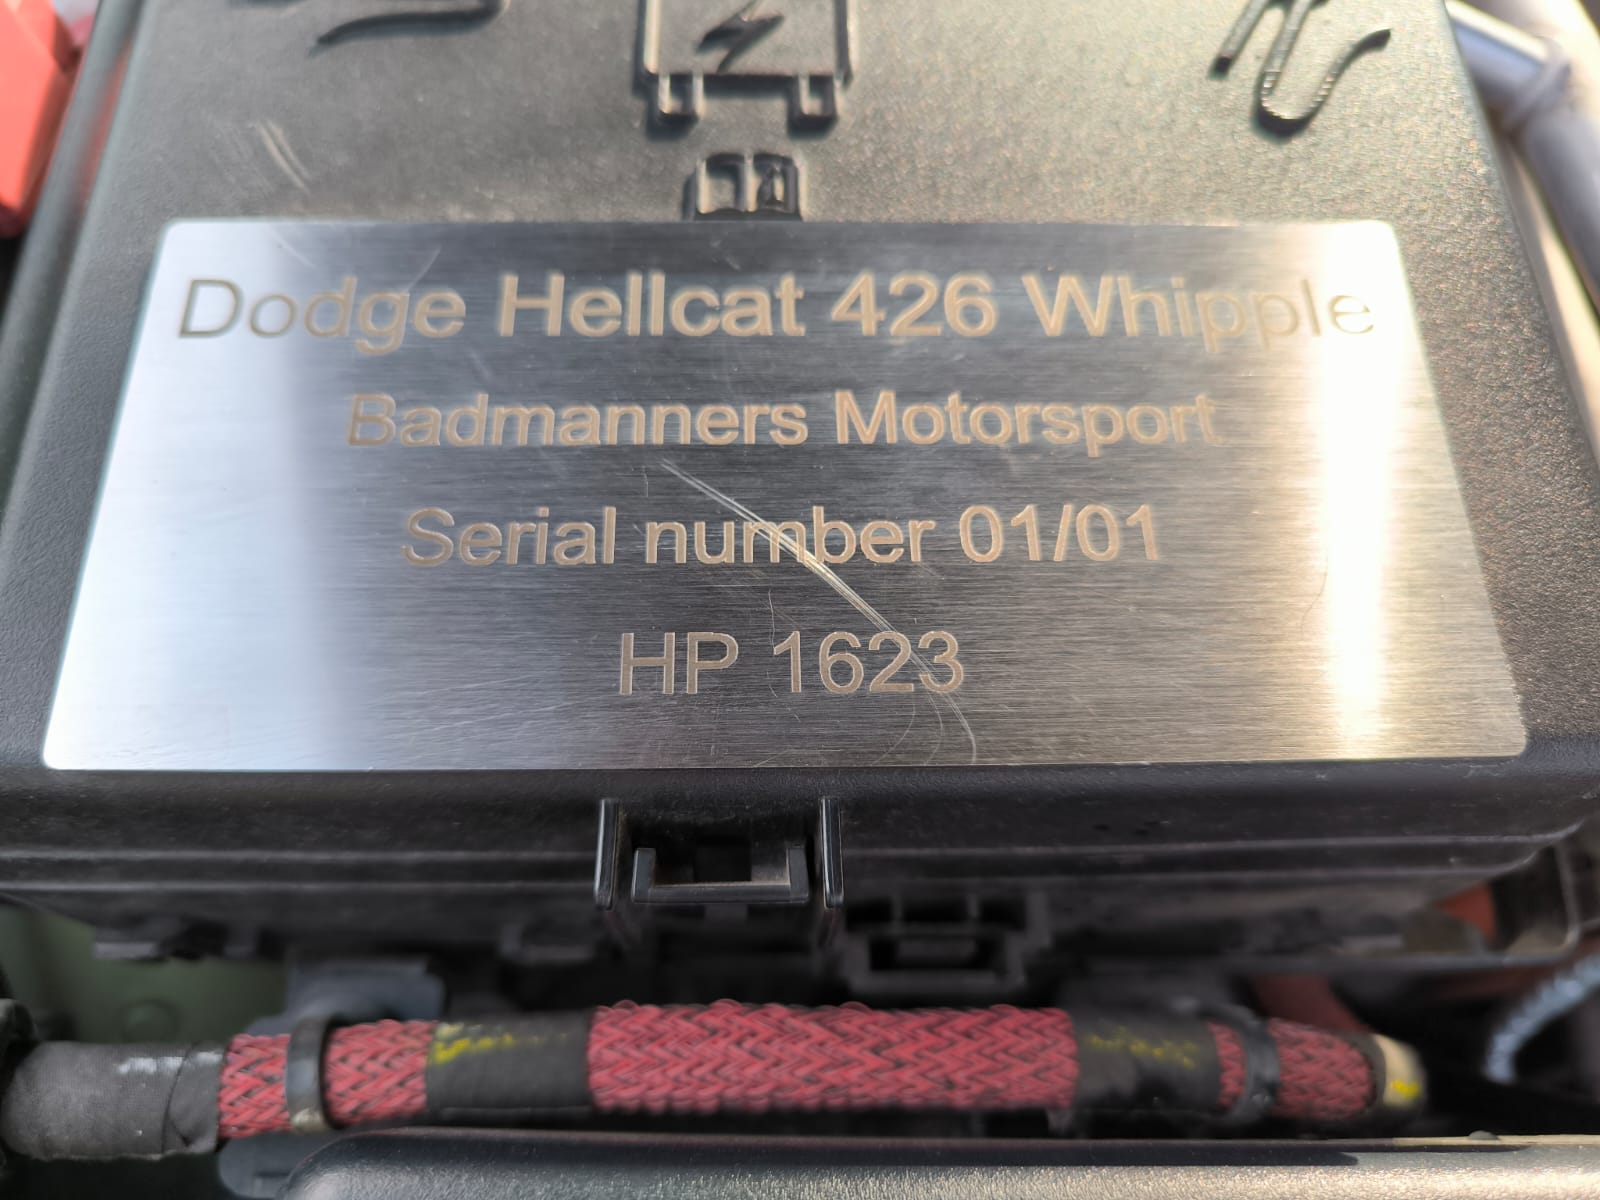 Dodge Hellcat 426 Whipple
Badmanners Motorsport
Serial number 01/01
HP 1623